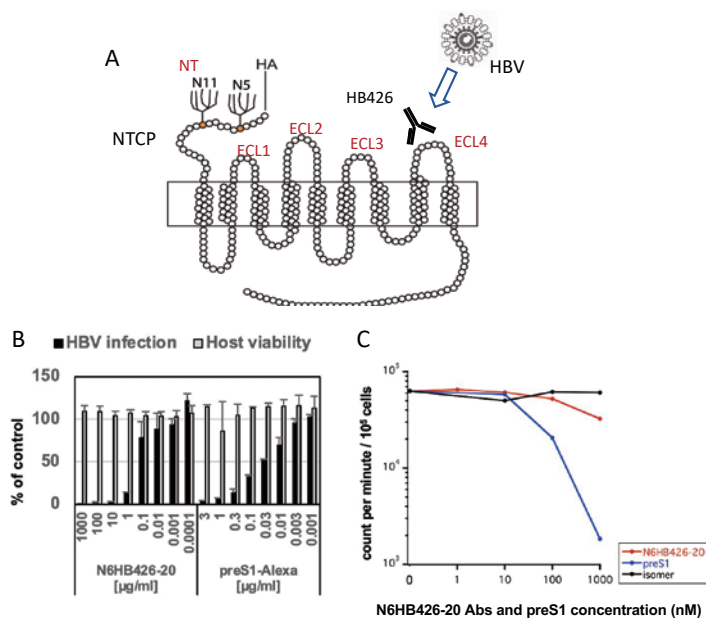 A
NT
HA
N11
N5
NTCP
ECL1
ECL2
ECL3
ECL4
HB426
HBV
B
HBV infection
Host viability
150
100
50
0
% of control
1000
100
10
1
0.1
0.01
0.001
0.0001
3
1
0.3
0.1
0.03
0.01
0.003
0.001
N6HB426-20
[µg/ml]
preS1-Alexa
[µg/ml]
C
10⁵
10⁴
10³
count per minute / 10⁵ cells
0
1
10
100
1000
N6HB426-20
preS1
isomer
N6HB426-20 Abs and preS1 concentration (nM)